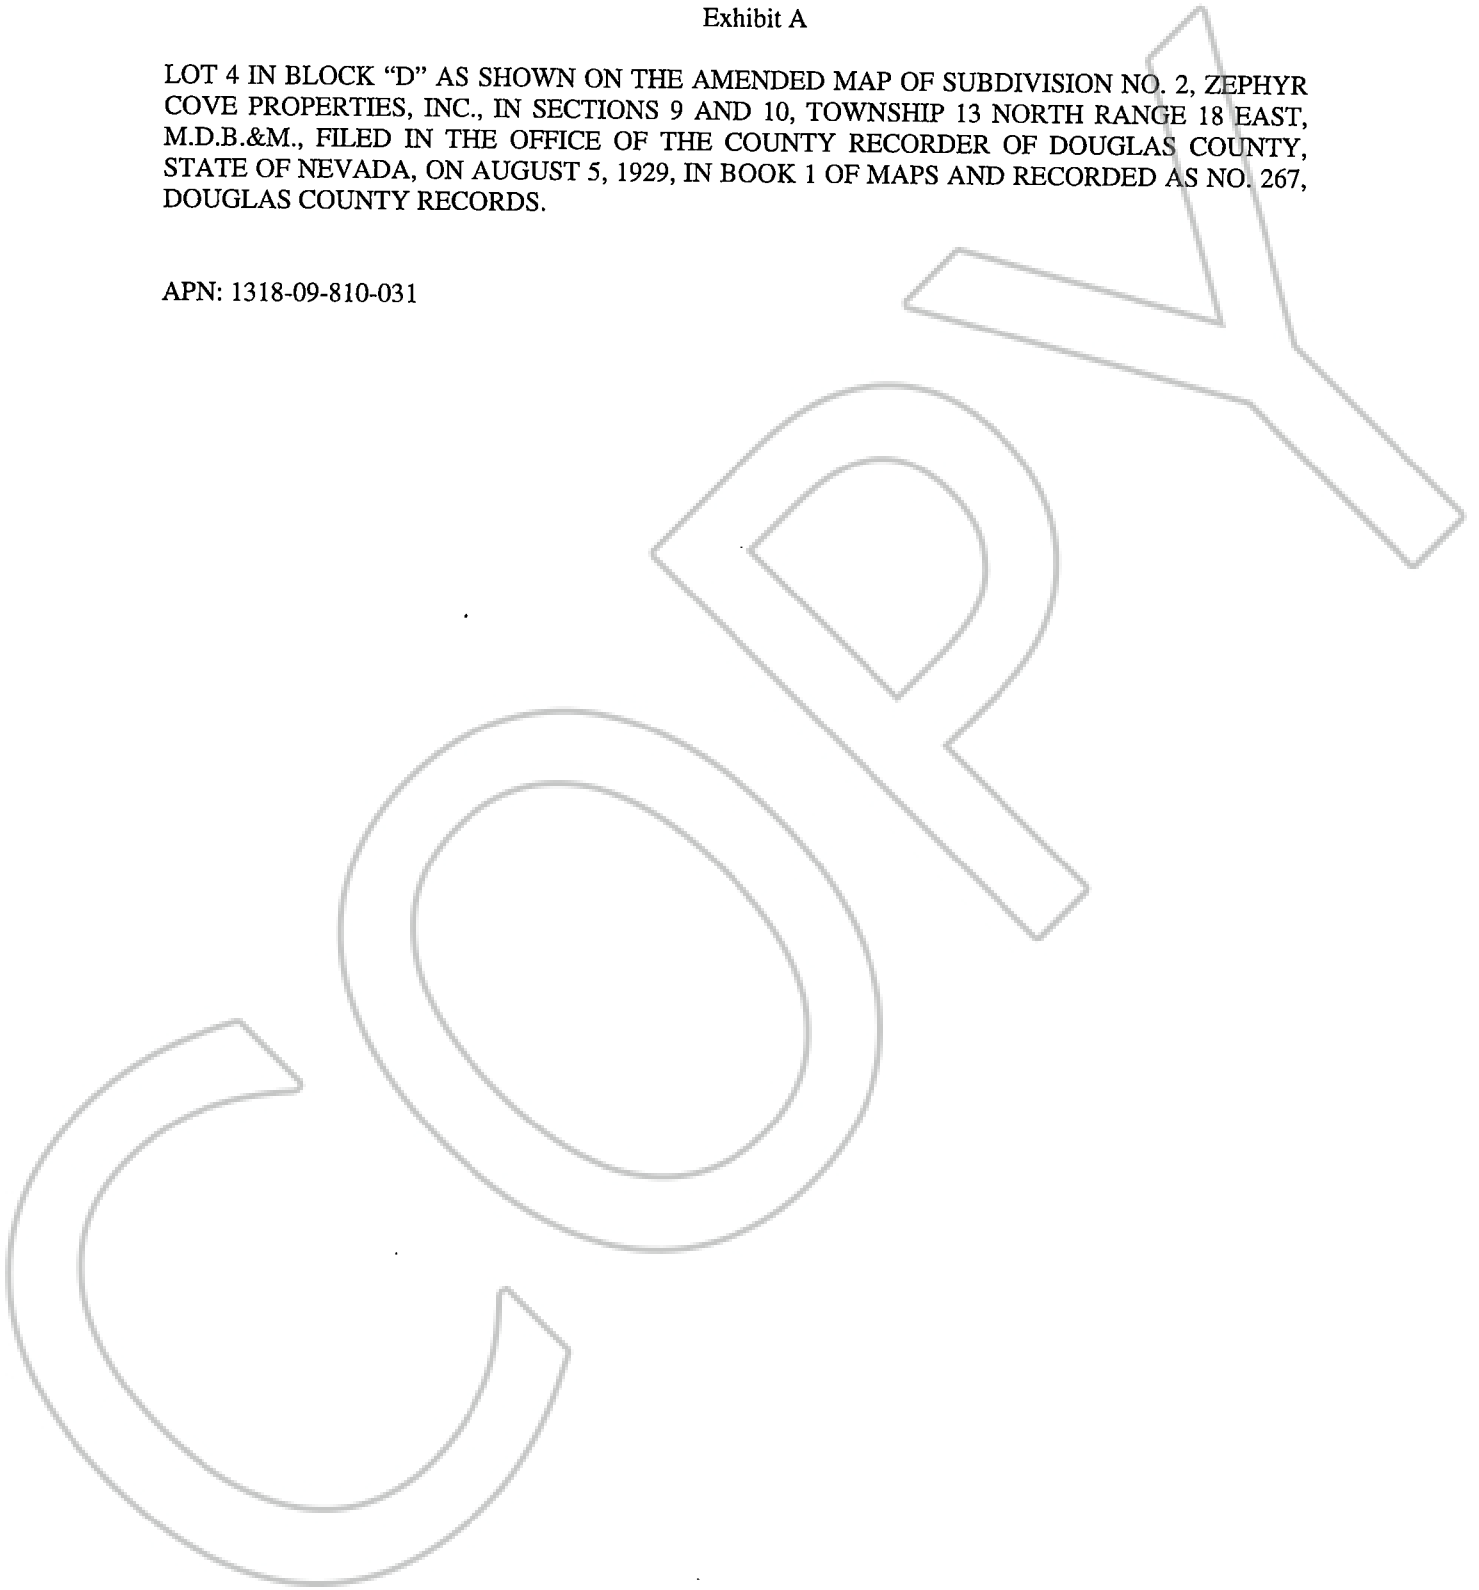 Exhibit A
LOT 4 IN BLOCK “D” AS SHOWN ON THE AMENDED MAP OF SUBDIVISION NO. 2, ZEPHYR
COVE PROPERTIES, INC., IN SECTIONS 9 AND 10, TOWNSHIP 13 NORTH RANGE 18 EAST,
M.D.B.&M., FILED IN THE OFFICE OF THE COUNTY RECORDER OF DOUGLAS COUNTY,
STATE OF NEVADA, ON AUGUST 5, 1929, IN BOOK 1 OF MAPS AND RECORDED AS NO. 267,
DOUGLAS COUNTY RECORDS.
APN: 1318-09-810-031
COPY